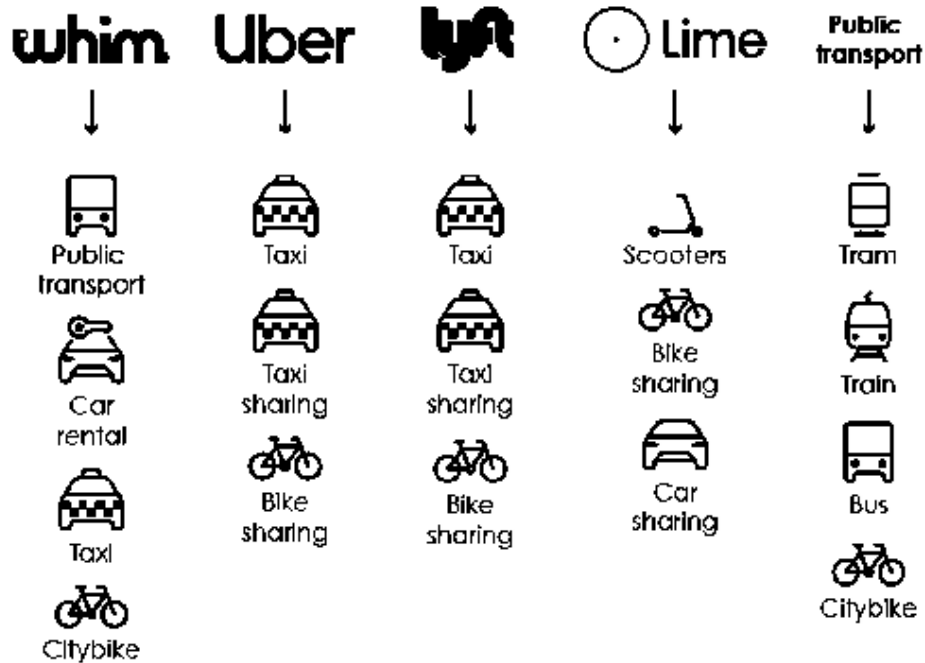 whim
Uber
lyft
Lime
Public
transport
Public
transport
Car
rental
Taxi
Citybike
Taxi
Taxi
sharing
Bike
sharing
Taxi
Taxi
sharing
Bike
sharing
Scooters
Bike
sharing
Car
sharing
Tram
Train
Bus
Citybike